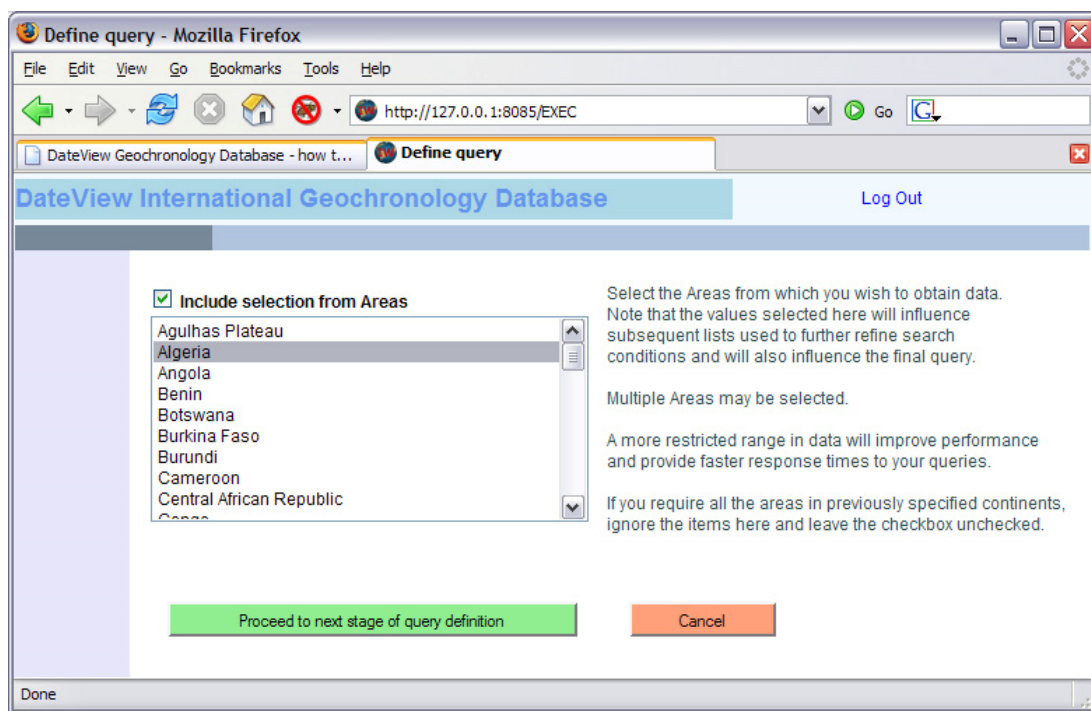 Define query - Mozilla Firefox
File Edit View Go Bookmarks Tools Help
http://127.0.0.1:8085/EXEC
Go
G
DateView Geochronology Database - how t...
Define query
DateView International Geochronology Database
Log Out
Include selection from Areas
Agulhas Plateau
Algeria
Angola
Benin
Botswana
Burkina Faso
Burundi
Cameroon
Central African Republic
Congo
Select the Areas from which you wish to obtain data.
Note that the values selected here will influence
subsequent lists used to further refine search
conditions and will also influence the final query.
Multiple Areas may be selected.
A more restricted range in data will improve performance
and provide faster response times to your queries.
If you require all the areas in previously specified continents,
ignore the items here and leave the checkbox unchecked.
Proceed to next stage of query definition
Cancel
Done